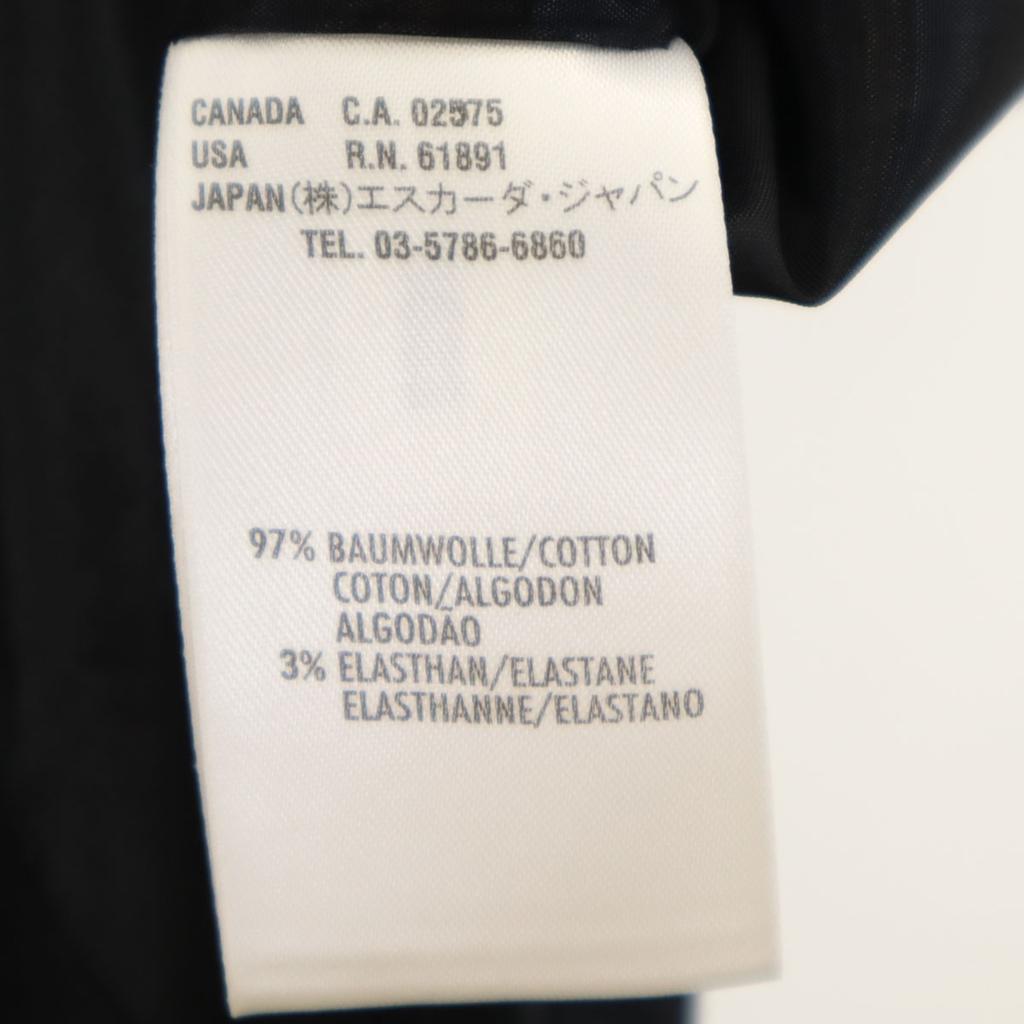 CANADA C.A. 02575
USA R.N. 61891
JAPAN(株)エスカーダ・ジャパン
TEL. 03-5786-6860
97% BAUMWOLLE/COTTON
COTON/ALGODON
ALGODÃO
3% ELASTHAN/ELASTANE
ELASTHANNE/ELASTANO